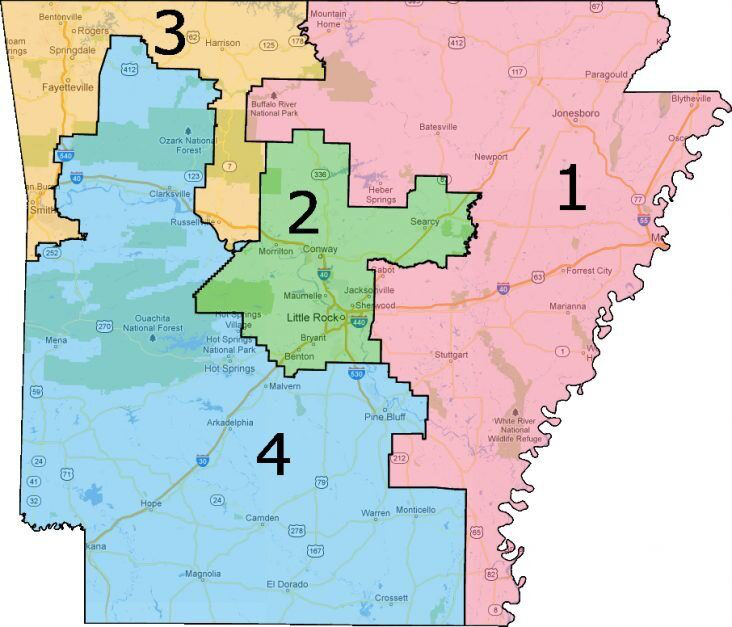 Bentonville
Rogers
Springdale
Fayetteville
412
3
62
Harrison
125
178
Mountain
Home
67
412
117
Paragould
Blytheville
Buffalo River
National Park
Batesville
Jonesboro
Ozark National
Forest
7
336
Newport
540
40
123
Clarksville
Heber
Springs
1
77
55
2
Searcy
Russellville
252
Morrilton
Conway
40
Jacksonville
Sherwood
Maumelle
Little Rock
440
63
Forrest City
40
Marianna
Hot Springs
Village
Ouachita
National Forest
270
Mena
Bryant
Benton
Hot Springs
National Park
Hot Springs
Stuttgart
1
530
Malvern
59
Pine Bluff
Arkadelphia
White River
National
Wildlife Refuge
4
30
212
24
71
41
32
79
Hope
24
Camden
Warren
Monticello
278
167
65
Magnolia
El Dorado
82
Crossett
8